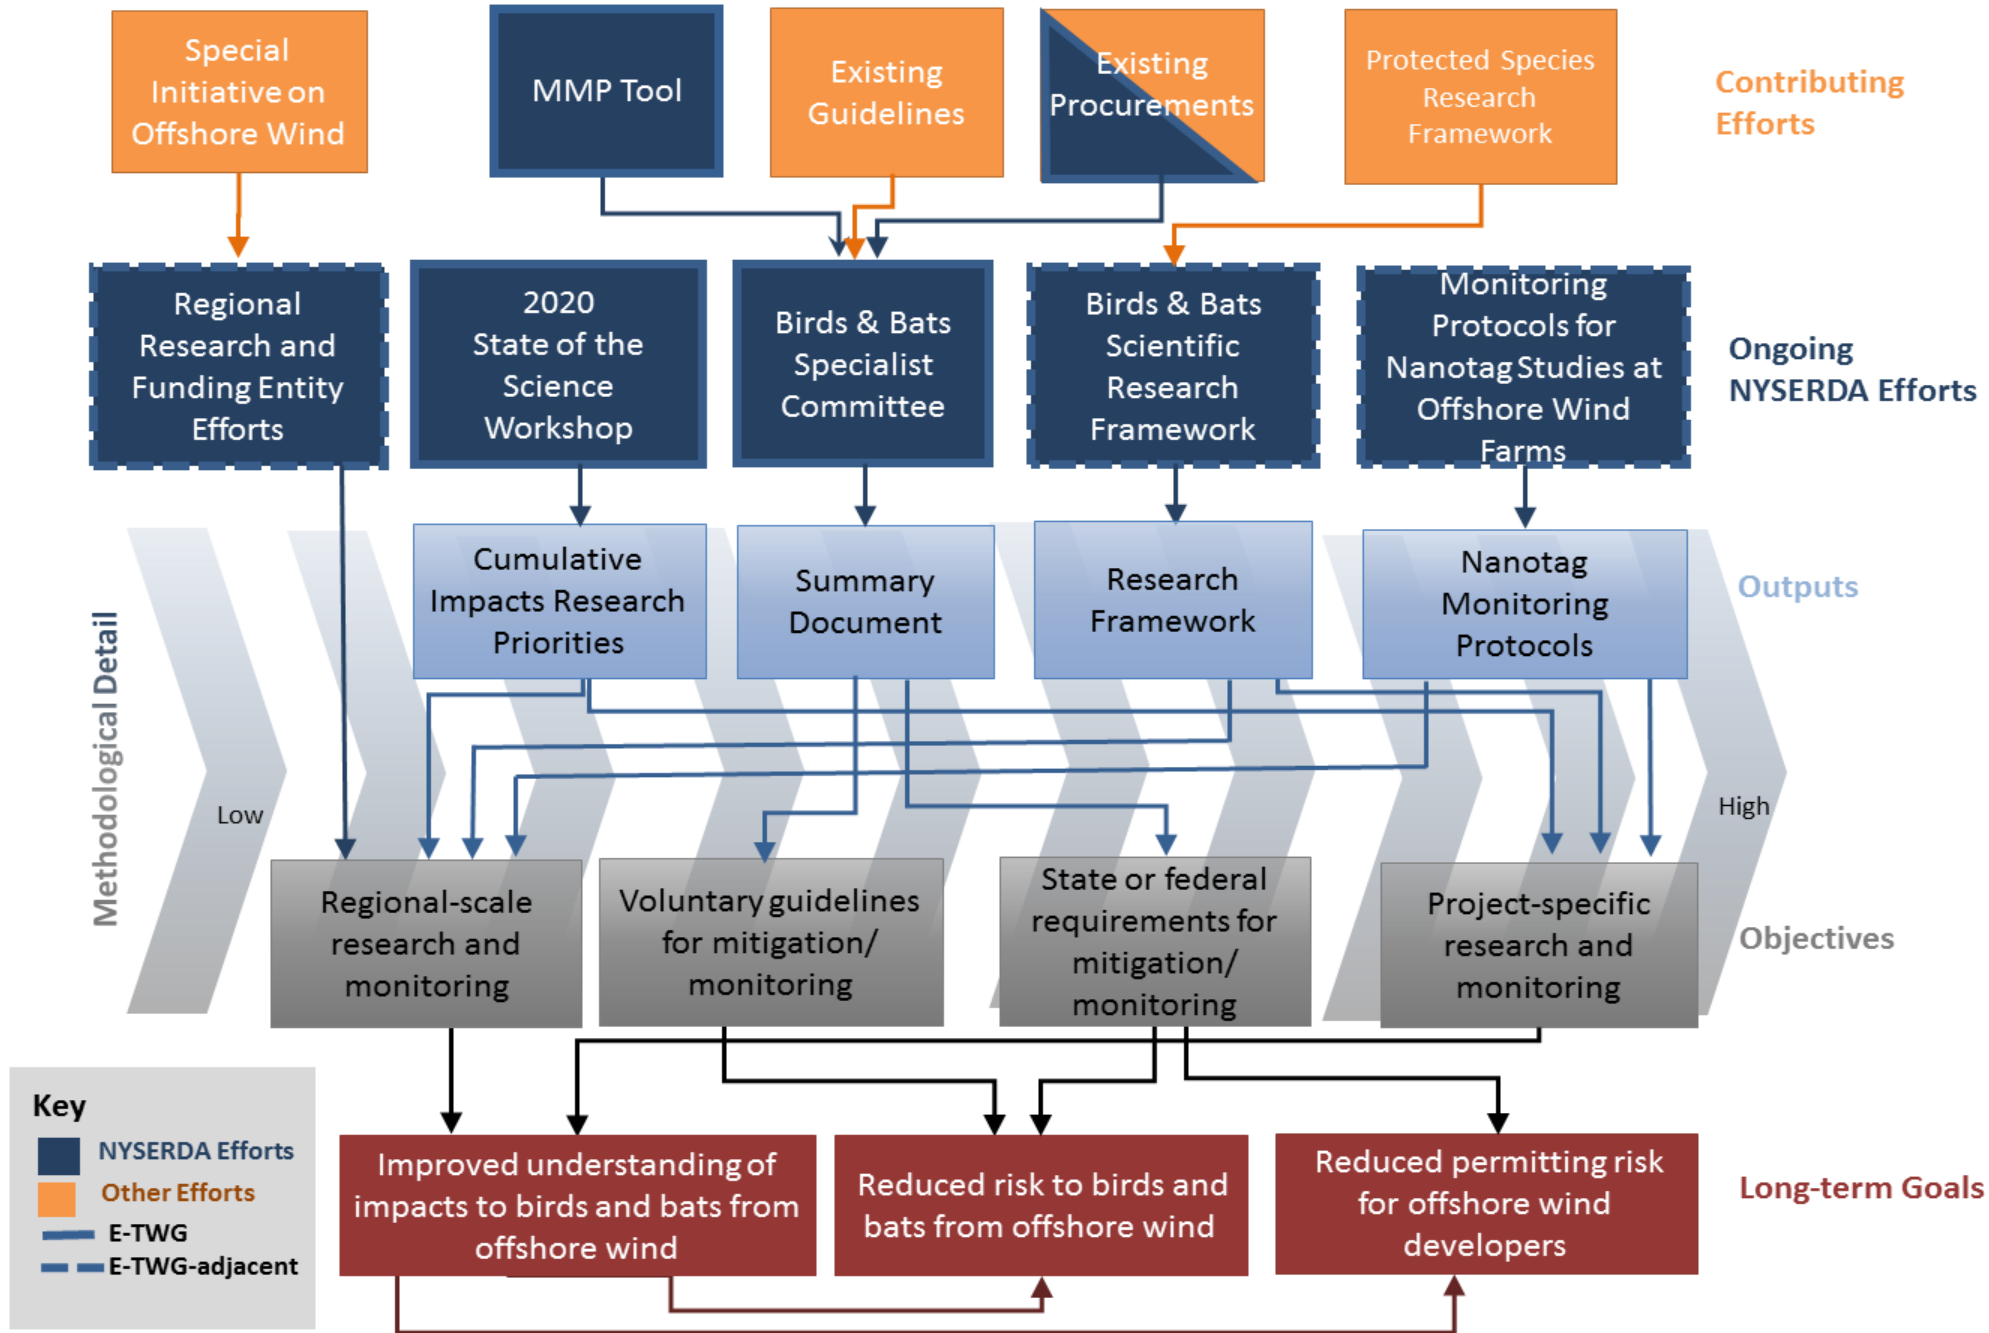 Special
Initiative on
Offshore Wind
MMP Tool
Existing
Guidelines
Existing
Procurements
Protected Species
Research
Framework
Contributing
Efforts
Regional
Research and
Funding Entity
Efforts
2020
State of the
Science
Workshop
Birds & Bats
Specialist
Committee
Birds & Bats
Scientific
Research
Framework
Monitoring
Protocols for
Nanotag Studies at
Offshore Wind
Farms
Ongoing
NYSERDA Efforts
Cumulative
Impacts Research
Priorities
Summary
Document
Research
Framework
Nanotag
Monitoring
Protocols
Outputs
Methodological Detail
Low
High
Regional-scale
research and
monitoring
Voluntary guidelines
for mitigation/
monitoring
State or federal
requirements for
mitigation/
monitoring
Project-specific
research and
monitoring
Objectives
Key
NYSERDA Efforts
Other Efforts
E-TWG
E-TWG-adjacent
Improved understanding of
impacts to birds and bats from
offshore wind
Reduced risk to birds and
bats from offshore wind
Reduced permitting risk
for offshore wind
developers
Long-term Goals